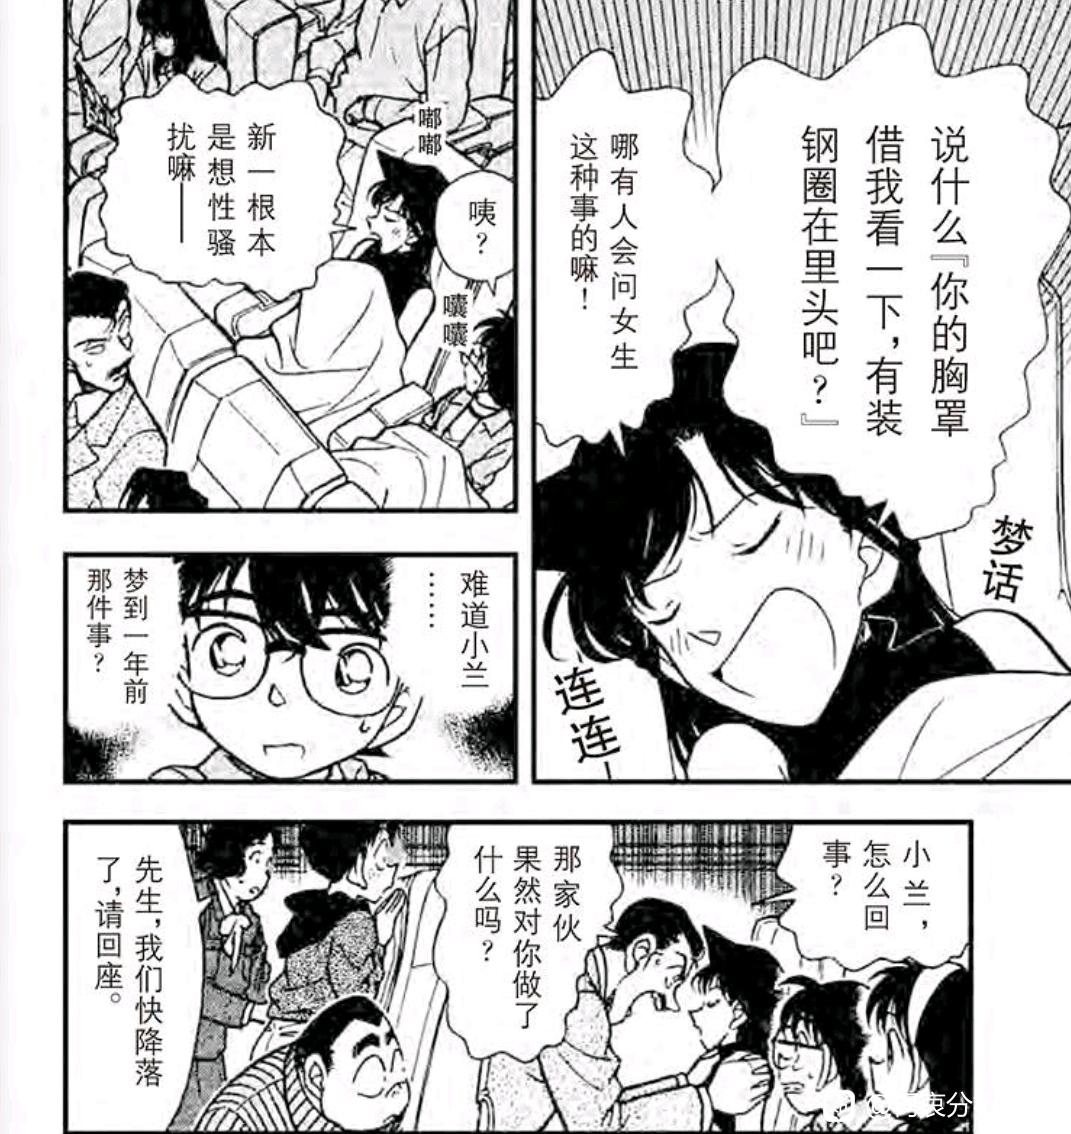 说什么『你的胸罩
借我看一下，有装
钢圈在里头吧？』
哪有人会问女生
这种事的嘛！
梦话
连连
嘟嘟
咦？
新一根本
是想性骚
扰嘛——
囔囔
难道小兰
……
梦到一年前
那件事？
小兰，
怎么回
事？
那家伙
果然对你做了
什么吗？
先生，我们快降落
了，请回座。